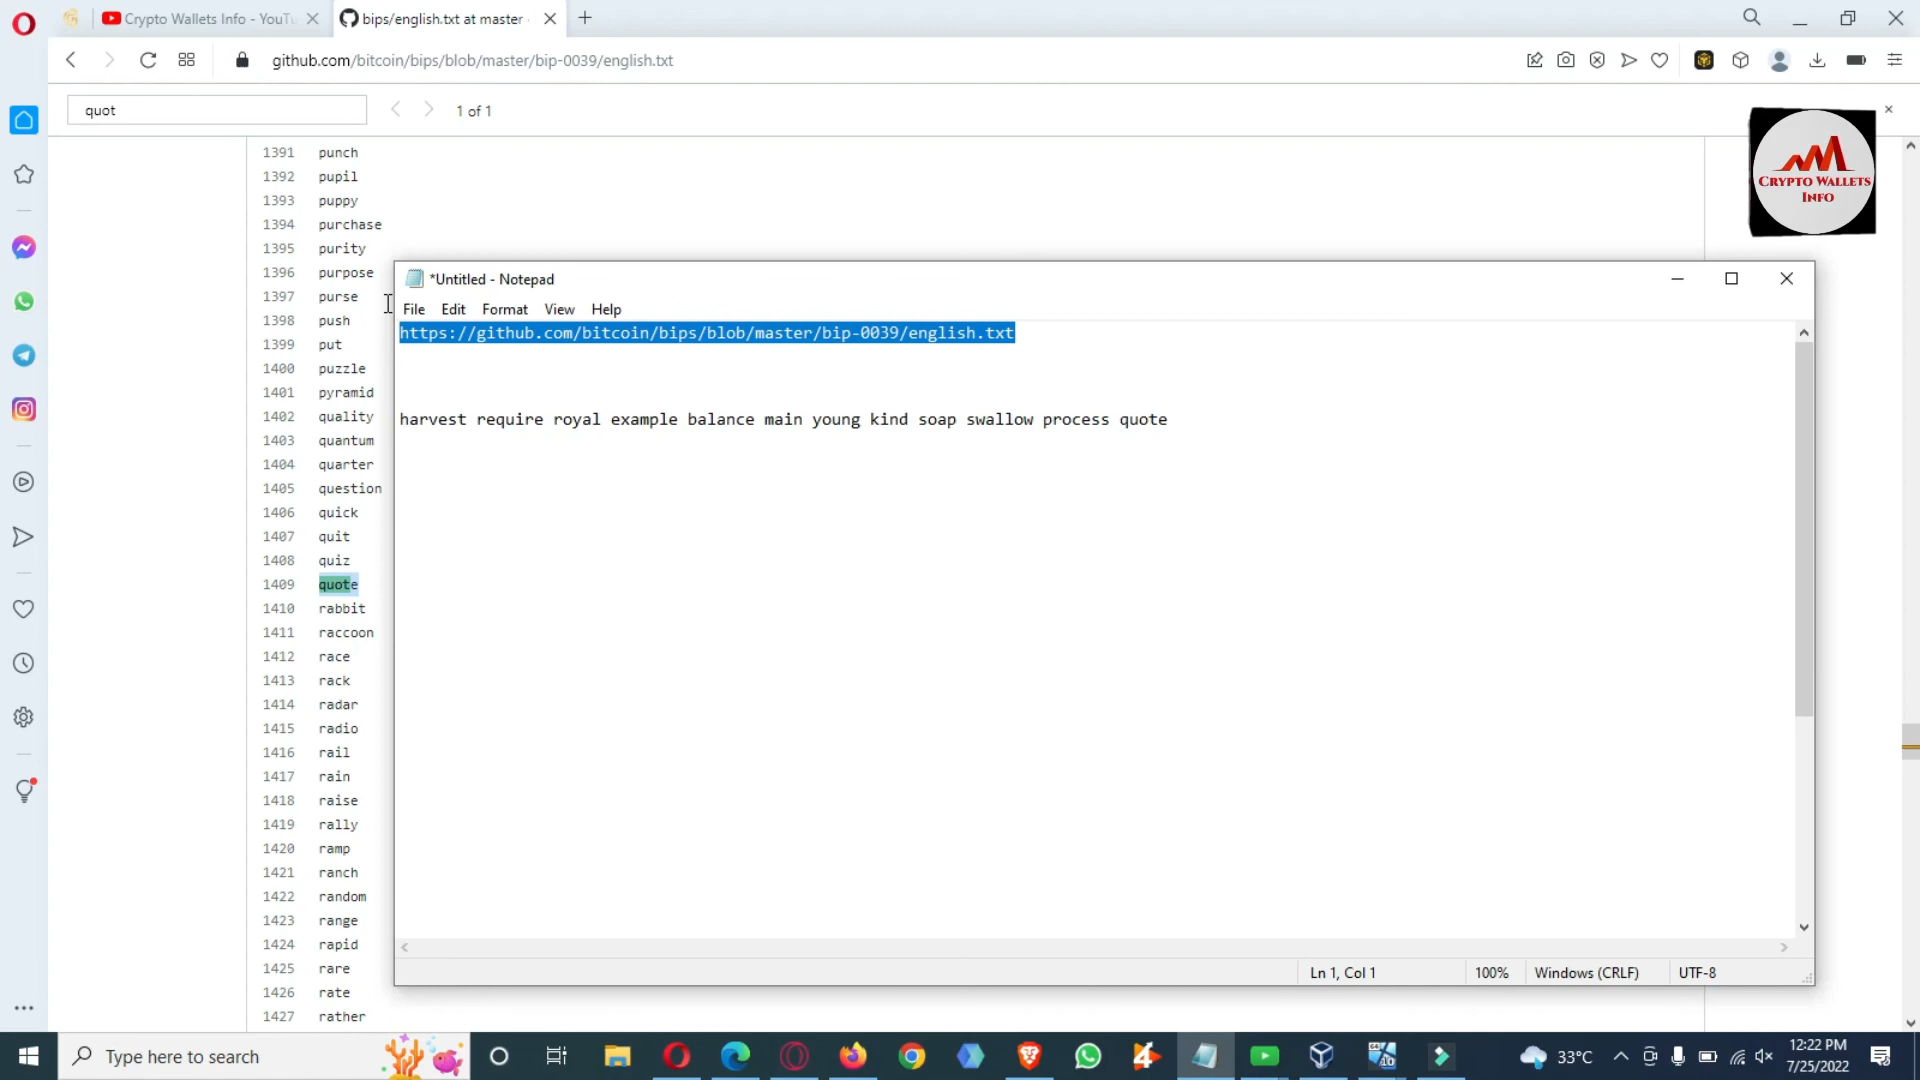 Crypto Wallets Info - YouTu
bips/english.txt at master
github.com/bitcoin/bips/blob/master/bip-0039/english.txt
quot
1 of 1
CRYPTO WALLETS
INFO
1391 punch
1392 pupil
1393 puppy
1394 purchase
1395 purity
1396 purpose
1397 purse
1398 push
1399 put
1400 puzzle
1401 pyramid
1402 quality
1403 quantum
1404 quarter
1405 question
1406 quick
1407 quit
1408 quiz
1409 quote
1410 rabbit
1411 raccoon
1412 race
1413 rack
1414 radar
1415 radio
1416 rail
1417 rain
1418 raise
1419 rally
1420 ramp
1421 ranch
1422 random
1423 range
1424 rapid
1425 rare
1426 rate
1427 rather
*Untitled - Notepad
File Edit Format View Help
https://github.com/bitcoin/bips/blob/master/bip-0039/english.txt
harvest require royal example balance main young kind soap swallow process quote
Ln 1, Col 1 100% Windows (CRLF) UTF-8
Type here to search
33°C
12:22 PM
7/25/2022